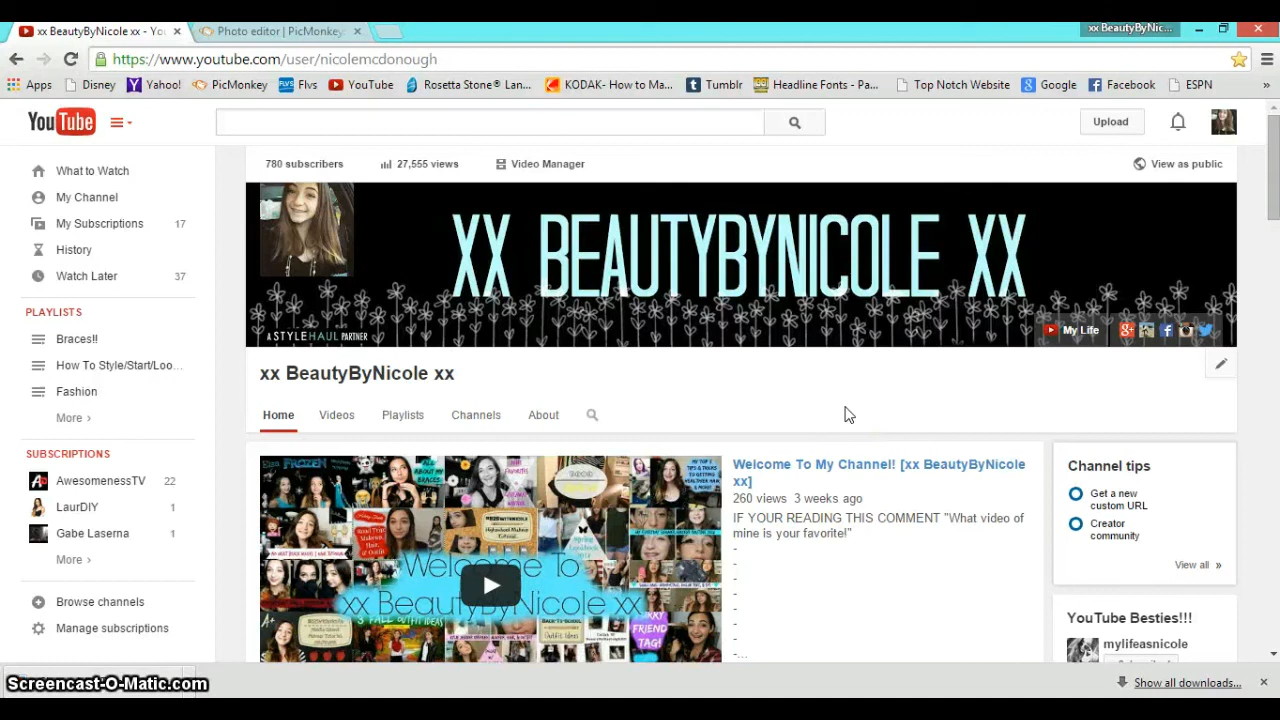 xx BeautyByNicole xx - You
Photo editor | PicMonkey
xx BeautyByNic...
https://www.youtube.com/user/nicolemcdonough
Apps
Disney
Yahoo!
PicMonkey
Flvs
YouTube
Rosetta Stone® Lan...
KODAK- How to Ma...
Tumblr
Headline Fonts - Pa...
Top Notch Website
Google
Facebook
ESPN
»
YouTube
Upload
What to Watch
My Channel
My Subscriptions 17
History
Watch Later 37
PLAYLISTS
Braces!!
How To Style/Start/Loo...
Fashion
More ›
SUBSCRIPTIONS
AwesomenessTV 22
LaurDIY 1
Gabe Laserna 1
More ›
Browse channels
Manage subscriptions
780 subscribers
27,555 views
Video Manager
View as public
XX BEAUTYBYNICOLE XX
A STYLEHAUL PARTNER
My Life
xx BeautyByNicole xx
Home
Videos
Playlists
Channels
About
Welcome To
xx BeautyByNicole xx
3 FALL OUTFIT IDEAS
Welcome To My Channel! [xx BeautyByNicole
xx]
260 views 3 weeks ago
IF YOUR READING THIS COMMENT "What video of
mine is your favorite!"
-
-
-
-
-
-
-...
Channel tips
Get a new
custom URL
Creator
community
View all »
YouTube Besties!!!
mylifeasnicole
Screencast-O-Matic.com
Show all downloads...